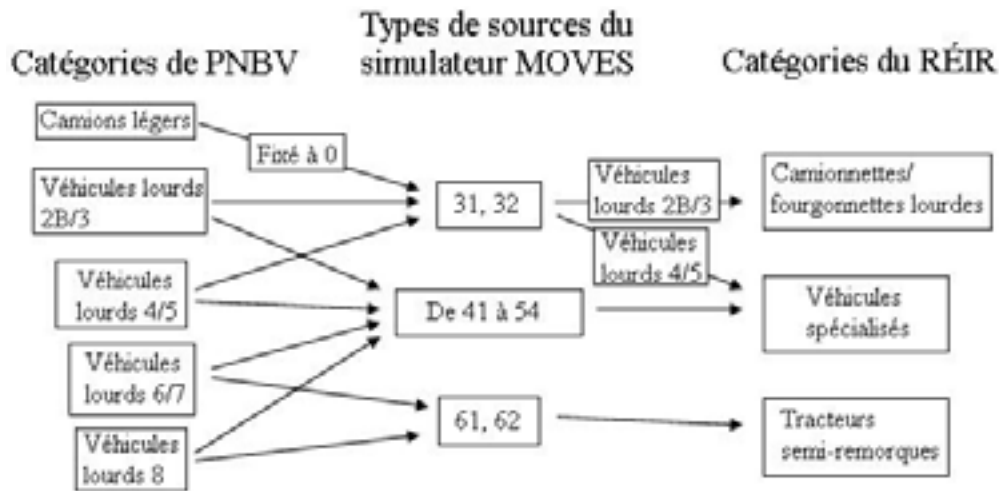 Catégories de PNBV
Types de sources du
simulateur MOVES
Catégories du RÉIR
Camions légers
Fixé à 0
Véhicules lourds
2B/3
Véhicules
lourds 4/5
Véhicules
lourds 6/7
Véhicules
lourds 8
31, 32
De 41 à 54
61, 62
Véhicules
lourds 2B/3
Véhicules
lourds 4/5
Camionnettes/
fourgonnettes lourdes
Véhicules
spécialisés
Tracteurs
semi-remorques